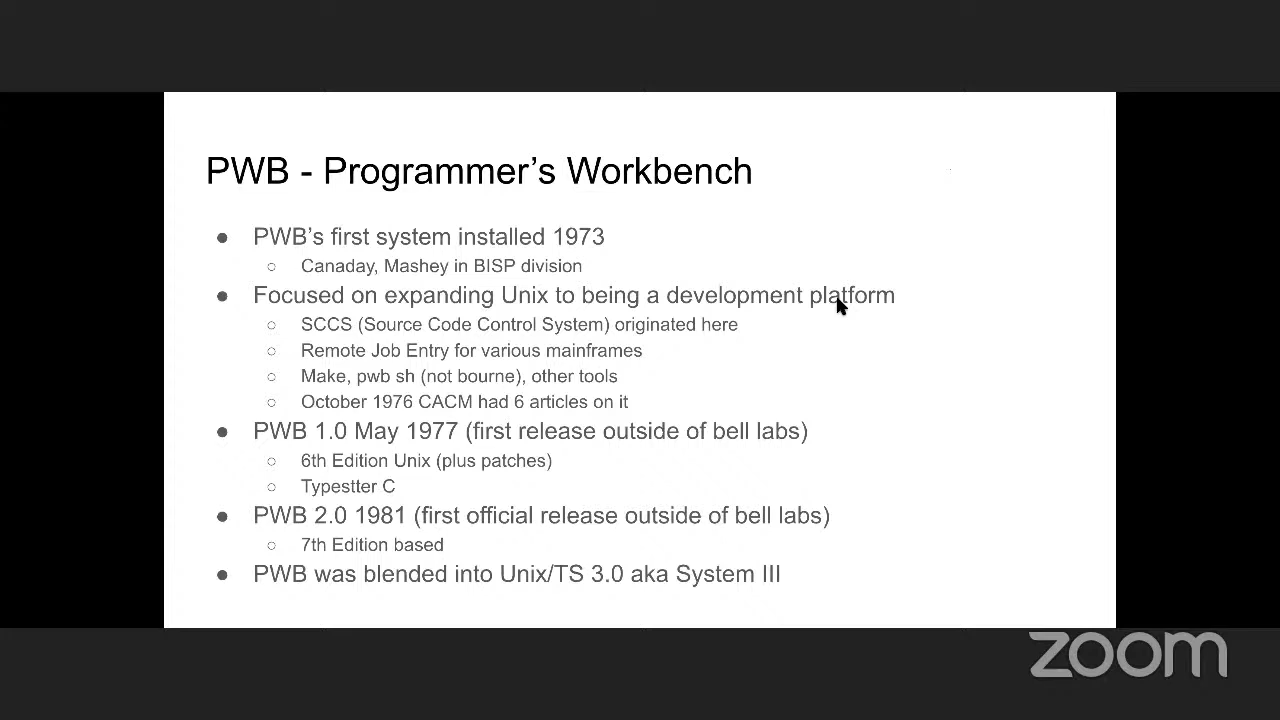 PWB - Programmer's Workbench
● PWB's first system installed 1973
○ Canaday, Mashey in BISP division
● Focused on expanding Unix to being a development platform
○ SCCS (Source Code Control System) originated here
○ Remote Job Entry for various mainframes
○ Make, pwb sh (not bourne), other tools
○ October 1976 CACM had 6 articles on it
● PWB 1.0 May 1977 (first release outside of bell labs)
○ 6th Edition Unix (plus patches)
○ Typestter C
● PWB 2.0 1981 (first official release outside of bell labs)
○ 7th Edition based
● PWB was blended into Unix/TS 3.0 aka System III
zoom